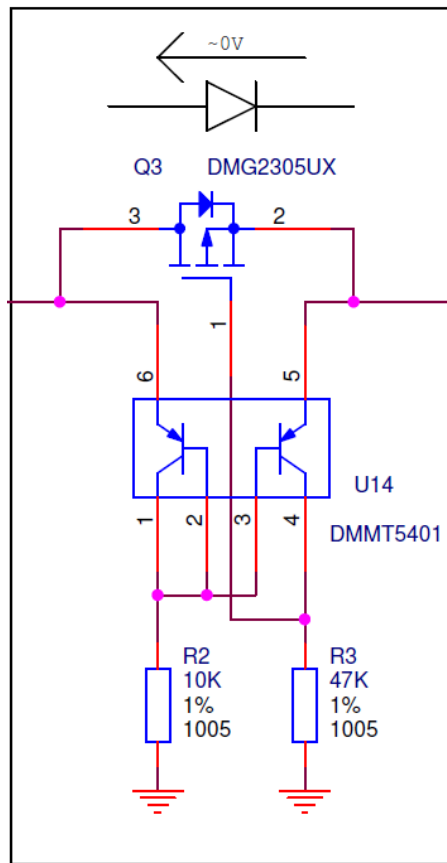 ~0V
Q3 DMG2305UX
3 2
1
6 5
U14
1 2 3 4
DMMT5401
R2 R3
10K 47K
1% 1%
1005 1005